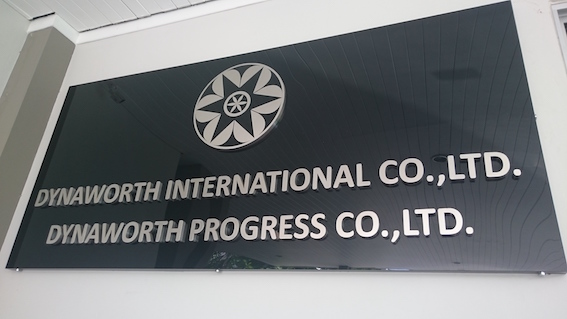 DYNAWORTH INTERNATIONAL CO.,LTD.
DYNAWORTH PROGRESS CO.,LTD.